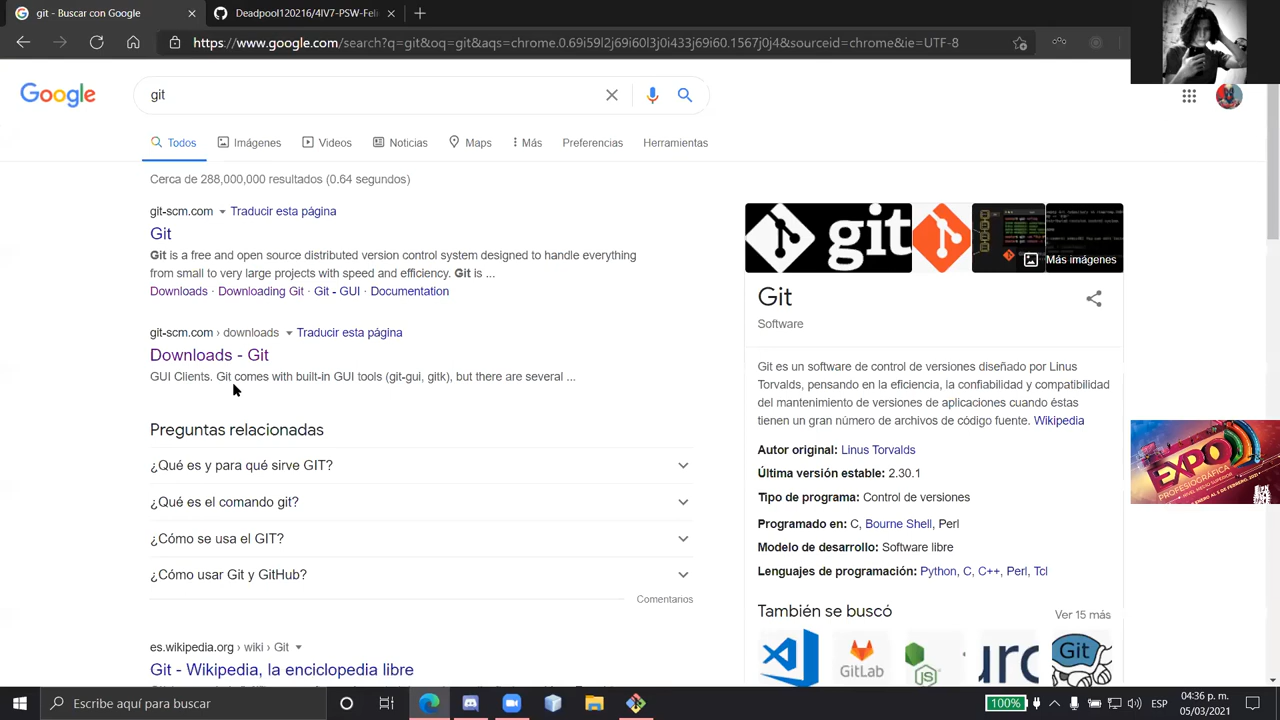 git - Buscar con Google
Deadpool12016/4IV7-PSW-Feli
https://www.google.com/search?q=git&oq=git&aqs=chrome.0.69i59l2j69i60l3j0i433j69i60.1567j0j4&sourceid=chrome&ie=UTF-8
Google
git
Todos
Imágenes
Videos
Noticias
Maps
Más
Preferencias
Herramientas
Cerca de 288,000,000 resultados (0.64 segundos)
git-scm.com Traducir esta página
Git
Git is a free and open source distributed version control system designed to handle everything
from small to very large projects with speed and efficiency. Git is ...
Downloads · Downloading Git · Git - GUI · Documentation
git-scm.com › downloads Traducir esta página
Downloads - Git
GUI Clients. Git comes with built-in GUI tools (git-gui, gitk), but there are several ...
Preguntas relacionadas
¿Qué es y para qué sirve GIT?
¿Qué es el comando git?
¿Cómo se usa el GIT?
¿Cómo usar Git y GitHub?
Comentarios
es.wikipedia.org › wiki › Git
Git - Wikipedia, la enciclopedia libre
git
Más imágenes
Git
Software
Git es un software de control de versiones diseñado por Linus
Torvalds, pensando en la eficiencia, la confiabilidad y compatibilidad
del mantenimiento de versiones de aplicaciones cuando éstas
tienen un gran número de archivos de código fuente. Wikipedia
Autor original: Linus Torvalds
Última versión estable: 2.30.1
Tipo de programa: Control de versiones
Programado en: C, Bourne Shell, Perl
Modelo de desarrollo: Software libre
Lenguajes de programación: Python, C, C++, Perl, Tcl
También se buscó
Ver 15 más
GitLab
Git
EXPO
PROFESIOGRÁFICA
Escribe aquí para buscar
100%
ESP
04:36 p. m.
05/03/2021